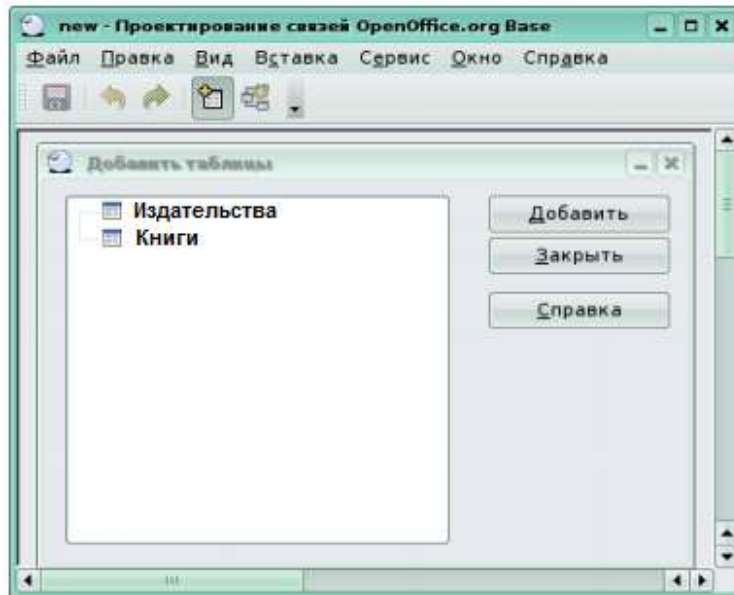 new - Проектирование связей OpenOffice.org Base
Файл Правка Вид Вставка Сервис Окно Справка
Добавить таблицы
Издательства
Книги
Добавить
Закрыть
Справка